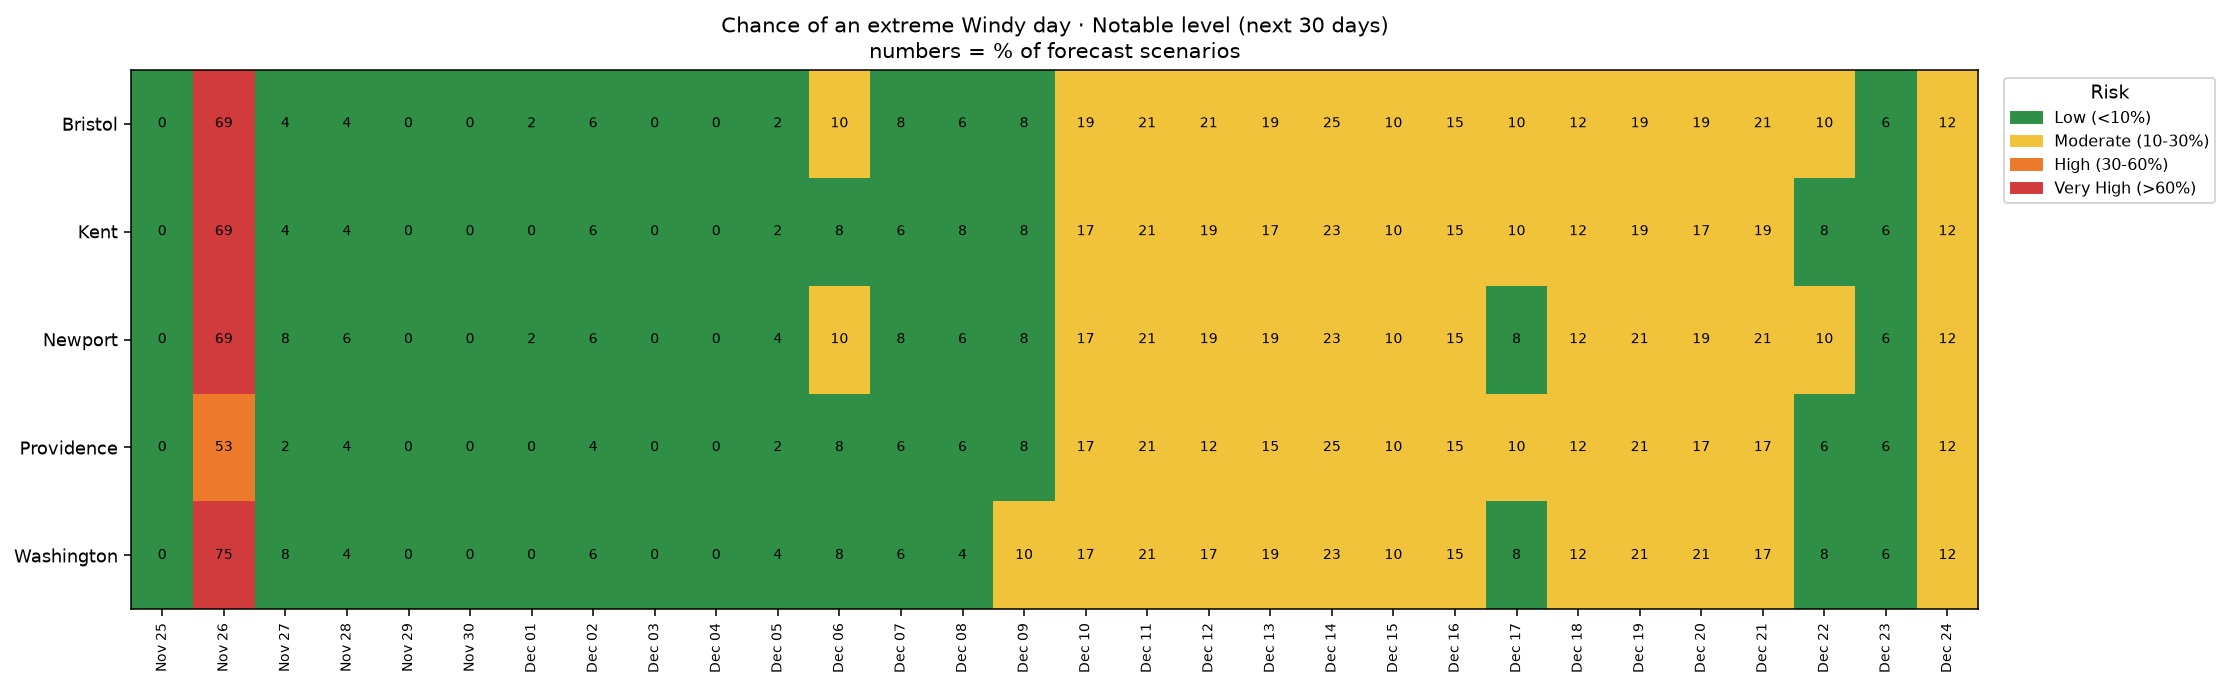 Chance of an extreme Windy day · Notable level (next 30 days)
numbers = % of forecast scenarios
Bristol 0 69 4 4 0 0 2 6 0 0 2 10 8 6 8 19 21 21 19 25 10 15 10 12 19 19 21 10 6 12
Kent 0 69 4 4 0 0 0 6 0 0 2 8 6 8 8 17 21 19 17 23 10 15 10 12 19 17 19 8 6 12
Newport 0 69 8 6 0 0 2 6 0 0 4 10 8 6 8 17 21 19 19 23 10 15 8 12 21 19 21 10 6 12
Providence 0 53 2 4 0 0 0 4 0 0 2 8 6 6 8 17 21 12 15 25 10 15 10 12 21 17 17 6 6 12
Washington 0 75 8 4 0 0 0 6 0 0 4 8 6 4 10 17 21 17 19 23 10 15 8 12 21 21 17 8 6 12
Nov 25 Nov 26 Nov 27 Nov 28 Nov 29 Nov 30 Dec 01 Dec 02 Dec 03 Dec 04 Dec 05 Dec 06 Dec 07 Dec 08 Dec 09 Dec 10 Dec 11 Dec 12 Dec 13 Dec 14 Dec 15 Dec 16 Dec 17 Dec 18 Dec 19 Dec 20 Dec 21 Dec 22 Dec 23 Dec 24
Risk
Low (<10%)
Moderate (10-30%)
High (30-60%)
Very High (>60%)